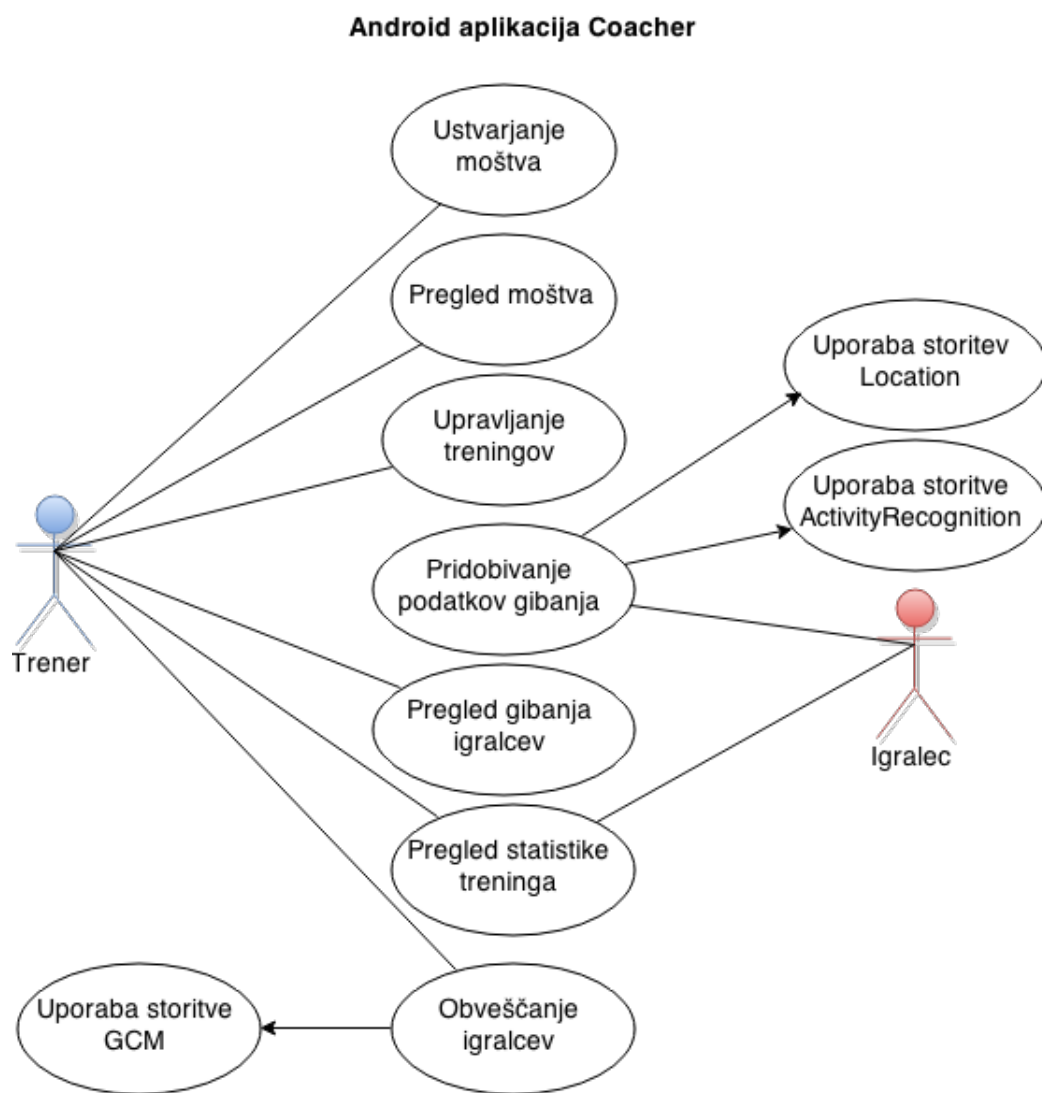 Android aplikacija Coacher
Ustvarjanje
moštva
Pregled moštva
Upravljanje
treningov
Uporaba storitev
Location
Uporaba storitve
ActivityRecognition
Pridobivanje
podatkov gibanja
Trener
Pregled gibanja
igralcev
Igralec
Pregled statistike
treninga
Uporaba storitve
GCM
Obveščanje
igralcev